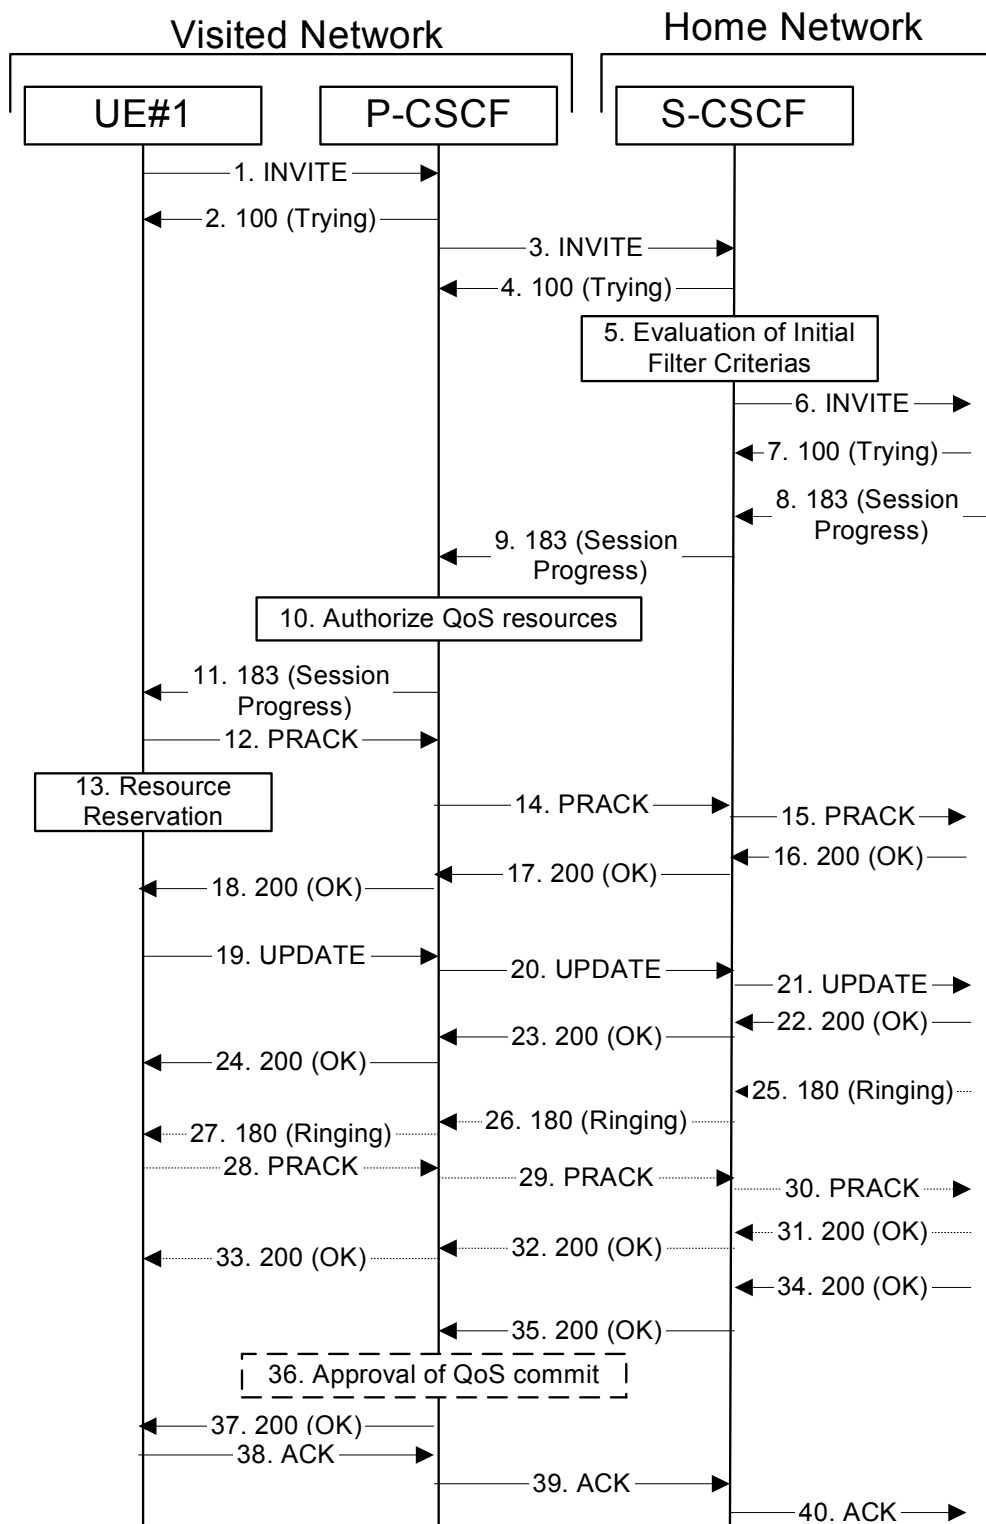 Visited Network
Home Network
UE#1
P-CSCF
S-CSCF
1. INVITE
2. 100 (Trying)
3. INVITE
4. 100 (Trying)
5. Evaluation of Initial
Filter Criterias
6. INVITE
7. 100 (Trying)
8. 183 (Session
Progress)
9. 183 (Session
Progress)
10. Authorize QoS resources
11. 183 (Session
Progress)
12. PRACK
13. Resource
Reservation
14. PRACK
15. PRACK
16. 200 (OK)
17. 200 (OK)
18. 200 (OK)
19. UPDATE
20. UPDATE
21. UPDATE
22. 200 (OK)
23. 200 (OK)
24. 200 (OK)
25. 180 (Ringing)
26. 180 (Ringing)
27. 180 (Ringing)
28. PRACK
29. PRACK
30. PRACK
31. 200 (OK)
32. 200 (OK)
33. 200 (OK)
34. 200 (OK)
35. 200 (OK)
36. Approval of QoS commit
37. 200 (OK)
38. ACK
39. ACK
40. ACK